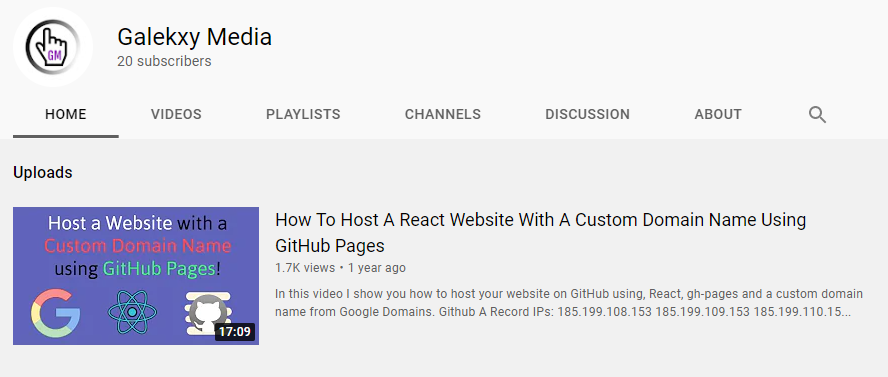 GM
Galekxy Media
20 subscribers
HOME VIDEOS PLAYLISTS CHANNELS DISCUSSION ABOUT
Uploads
Host a Website with a
Custom Domain Name
using GitHub Pages!
17:09
How To Host A React Website With A Custom Domain Name Using
GitHub Pages
1.7K views • 1 year ago
In this video I show you how to host your website on GitHub using, React, gh-pages and a custom domain
name from Google Domains. Github A Record IPs: 185.199.108.153 185.199.109.153 185.199.110.15...